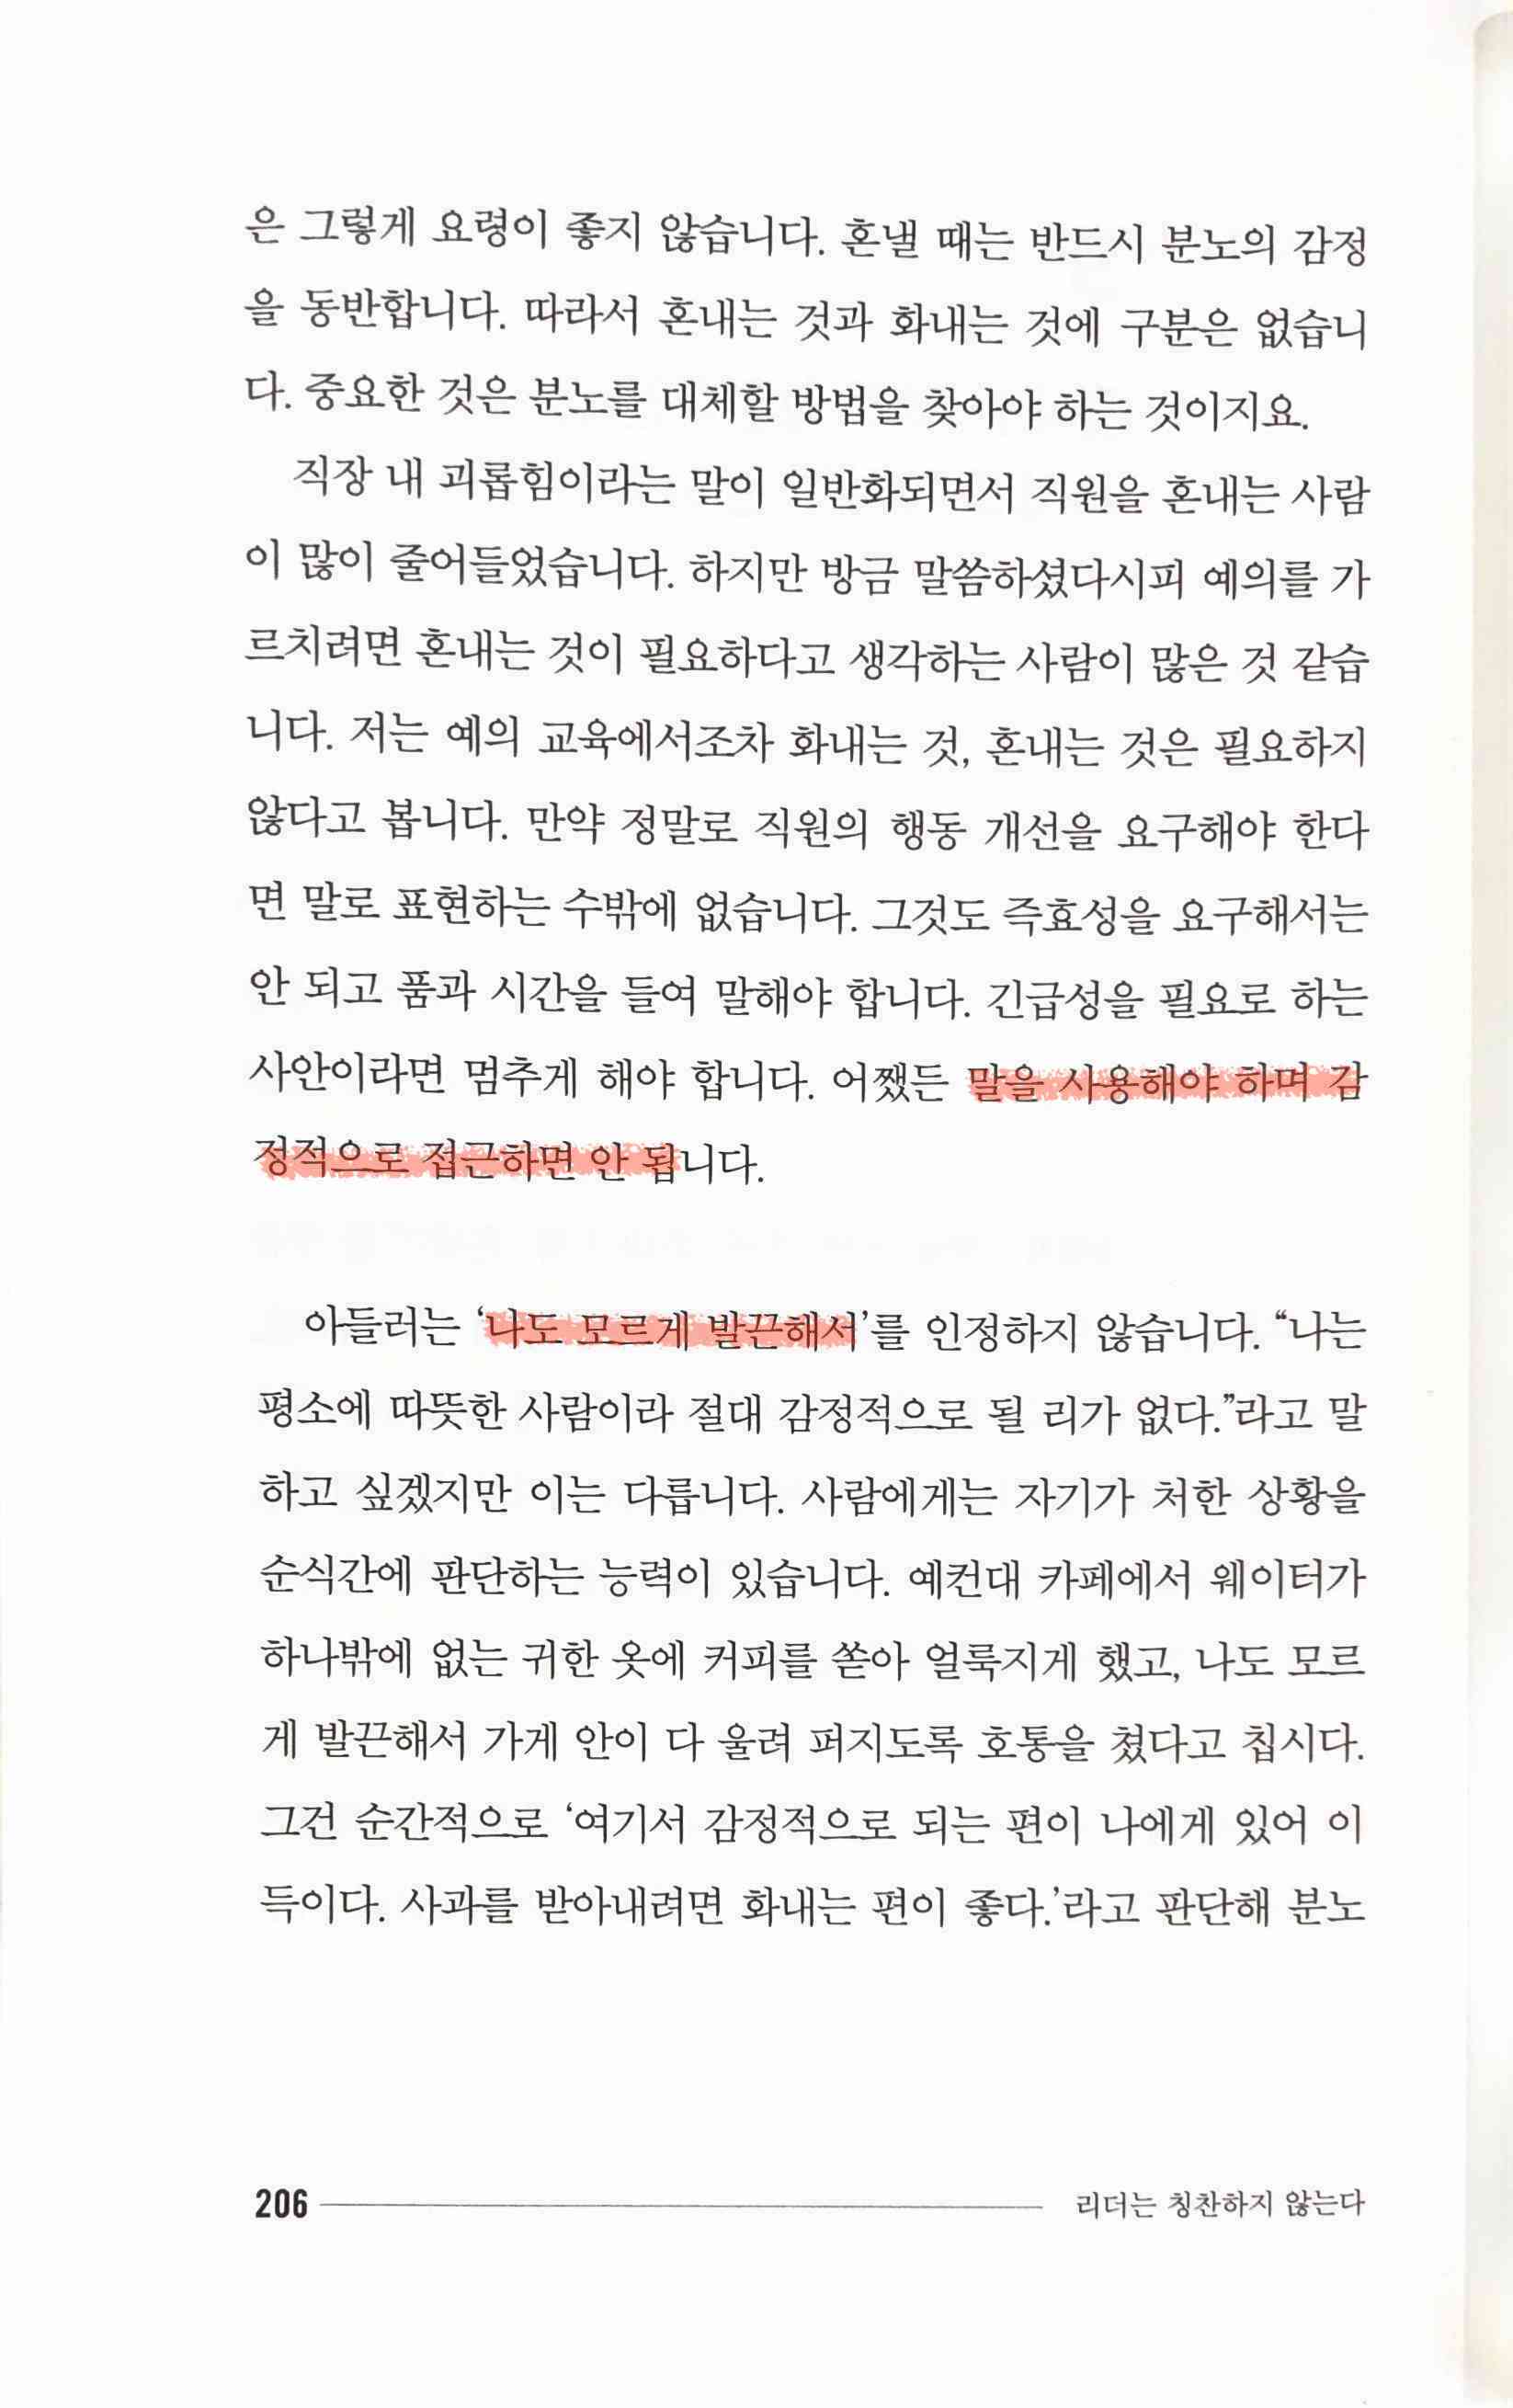 은 그렇게 요령이 좋지 않습니다. 혼낼 때는 반드시 분노의 감정
을 동반합니다. 따라서 혼내는 것과 화내는 것에 구분은 없습니
다. 중요한 것은 분노를 대체할 방법을 찾아야 하는 것이지요.
직장 내 괴롭힘이라는 말이 일반화되면서 직원을 혼내는 사람
이 많이 줄어들었습니다. 하지만 방금 말씀하셨다시피 예의를 가
르치려면 혼내는 것이 필요하다고 생각하는 사람이 많은 것 같습
니다. 저는 예의 교육에서조차 화내는 것, 혼내는 것은 필요하지
않다고 봅니다. 만약 정말로 직원의 행동 개선을 요구해야 한다
면 말로 표현하는 수밖에 없습니다. 그것도 즉효성을 요구해서는
안 되고 품과 시간을 들여 말해야 합니다. 긴급성을 필요로 하는
사안이라면 멈추게 해야 합니다. 어쨌든 말을 사용해야 하며 감
정적으로 접근하면 안 됩니다.
아들러는 ‘나도 모르게 발끈해서’를 인정하지 않습니다. “나는
평소에 따뜻한 사람이라 절대 감정적으로 될 리가 없다.”라고 말
하고 싶겠지만 이는 다릅니다. 사람에게는 자기가 처한 상황을
순식간에 판단하는 능력이 있습니다. 예컨대 카페에서 웨이터가
하나밖에 없는 귀한 옷에 커피를 쏟아 얼룩지게 했고, 나도 모르
게 발끈해서 가게 안이 다 울려 퍼지도록 호통을 쳤다고 칩시다.
그건 순간적으로 ‘여기서 감정적으로 되는 편이 나에게 있어 이
득이다. 사과를 받아내려면 화내는 편이 좋다.’라고 판단해 분노
206 리더는 칭찬하지 않는다